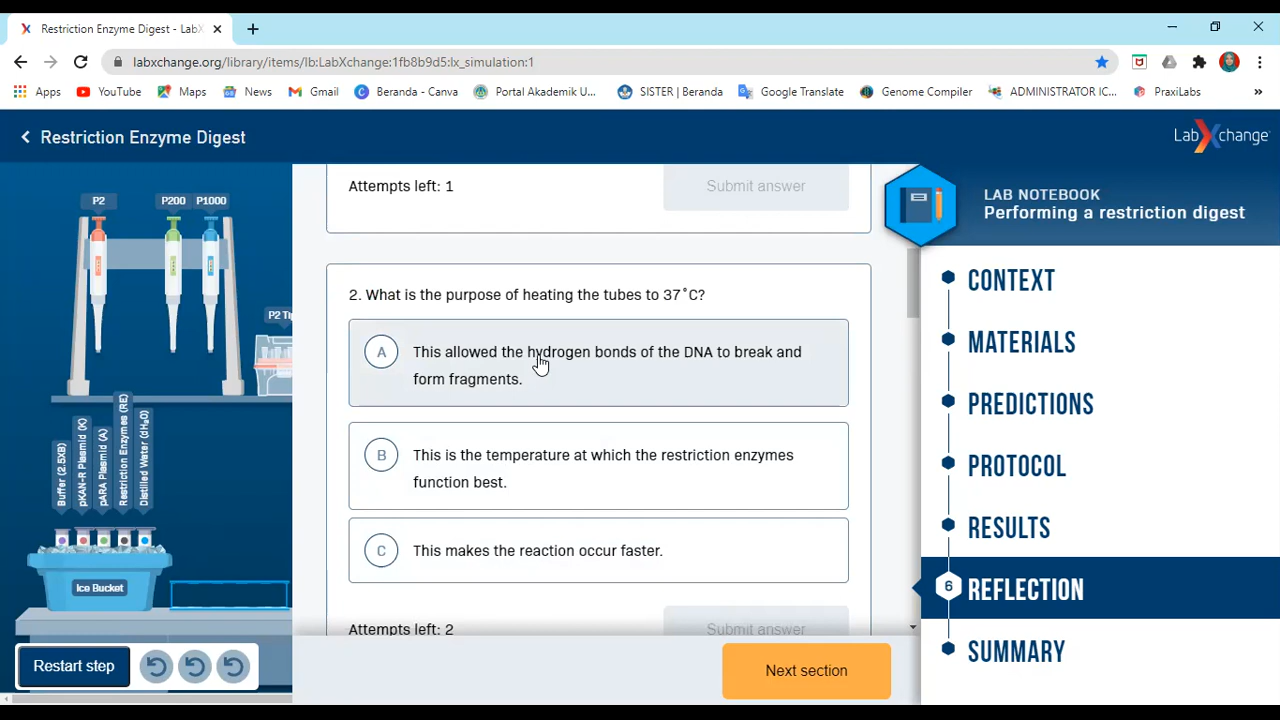 Restriction Enzyme Digest - LabX
labxchange.org/library/items/lb:LabXchange:1fb8b9d5:lx_simulation:1
Apps YouTube Maps News Gmail Beranda - Canva Portal Akademik U... SISTER | Beranda Google Translate Genome Compiler ADMINISTRATOR IC... PraxiLabs »
Restriction Enzyme Digest
LabXchange
P2 P200 P1000
P2 Ti
Buffer (2.5XB)
pKAN-R Plasmid (K)
pARA Plasmid (A)
Restriction Enzymes (RE)
Distilled Water (dH₂O)
Ice Bucket
Restart step
Attempts left: 1
Submit answer
2. What is the purpose of heating the tubes to 37˚C?
A
This allowed the hydrogen bonds of the DNA to break and
form fragments.
B
This is the temperature at which the restriction enzymes
function best.
C
This makes the reaction occur faster.
Attempts left: 2
Submit answer
Next section
LAB NOTEBOOK
Performing a restriction digest
CONTEXT
MATERIALS
PREDICTIONS
PROTOCOL
RESULTS
6 REFLECTION
SUMMARY